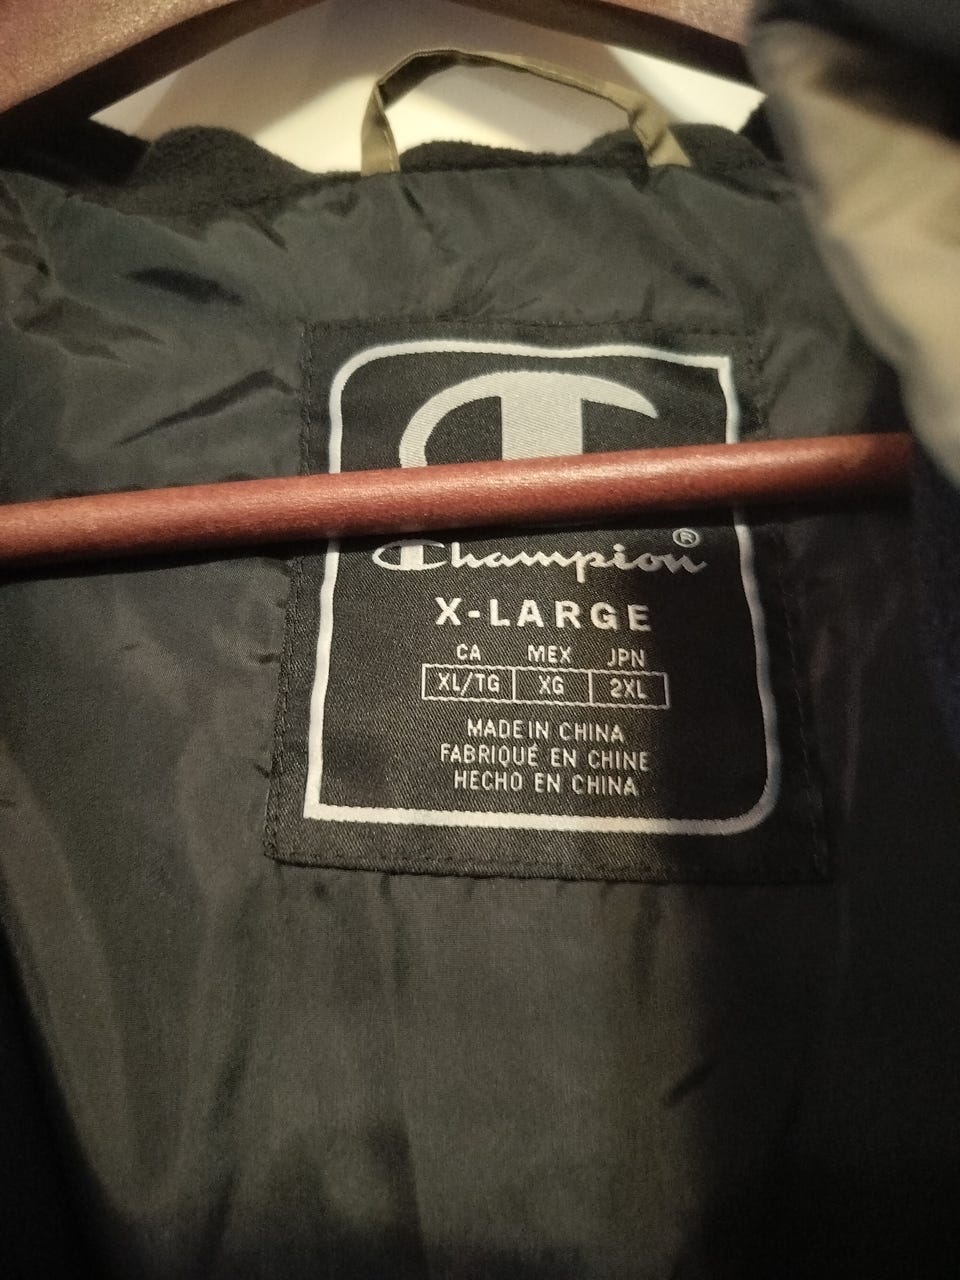 Champion®
X-LARGE
CA MEX JPN
XL/TG XG 2XL
MADE IN CHINA
FABRIQUÉ EN CHINE
HECHO EN CHINA